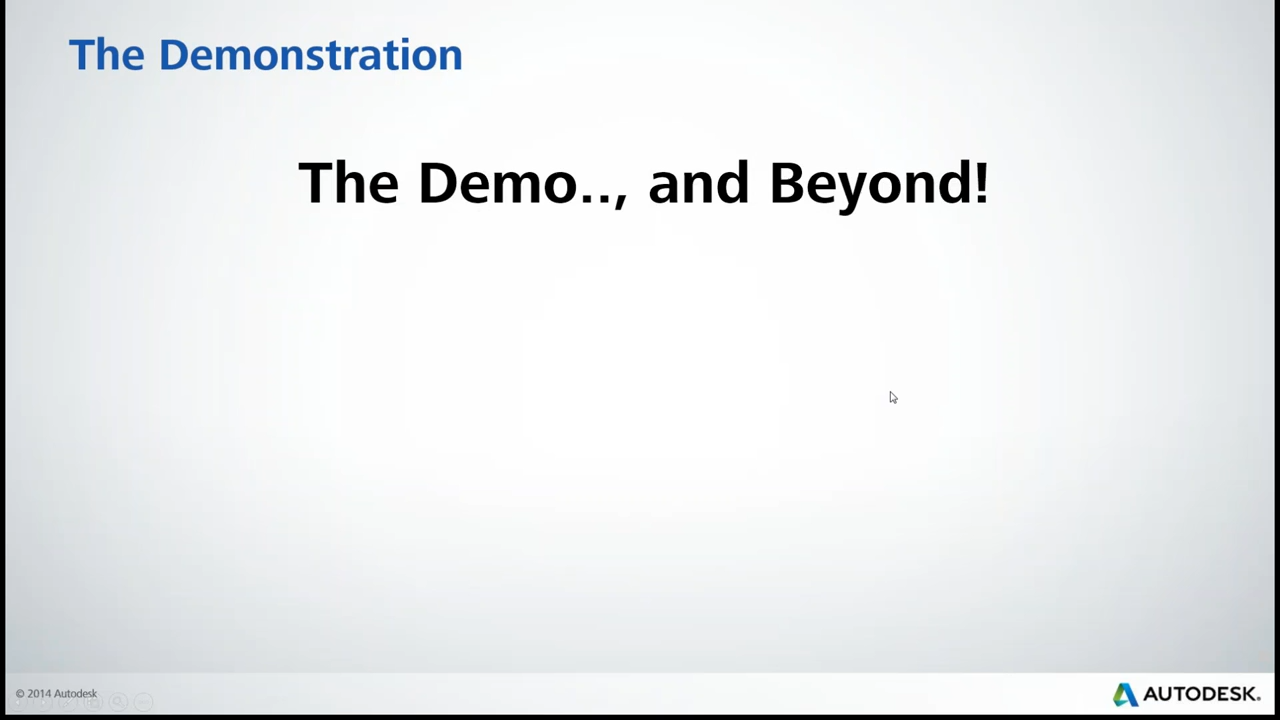 The Demonstration
The Demo.., and Beyond!
© 2014 Autodesk
AUTODESK.